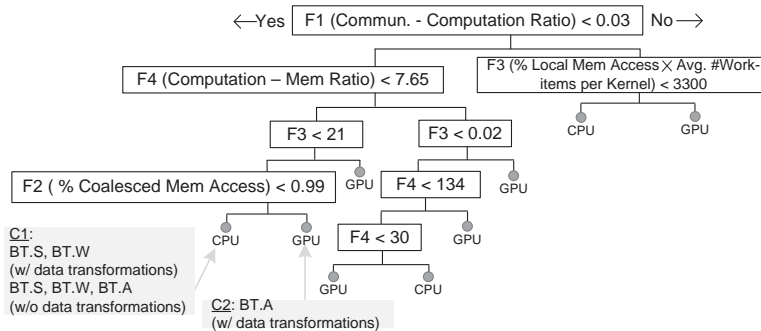 Yes
F1 (Commun. - Computation Ratio) < 0.03
No
F4 (Computation – Mem Ratio) < 7.65
F3 (% Local Mem Access × Avg. #Work-
items per Kernel) < 3300
CPU
GPU
F3 < 21
F3 < 0.02
F2 ( % Coalesced Mem Access) < 0.99
GPU
F4 < 134
GPU
CPU
GPU
F4 < 30
GPU
GPU
CPU
C1:
BT.S, BT.W
(w/ data transformations)
BT.S, BT.W, BT.A
(w/o data transformations)
C2: BT.A
(w/ data transformations)